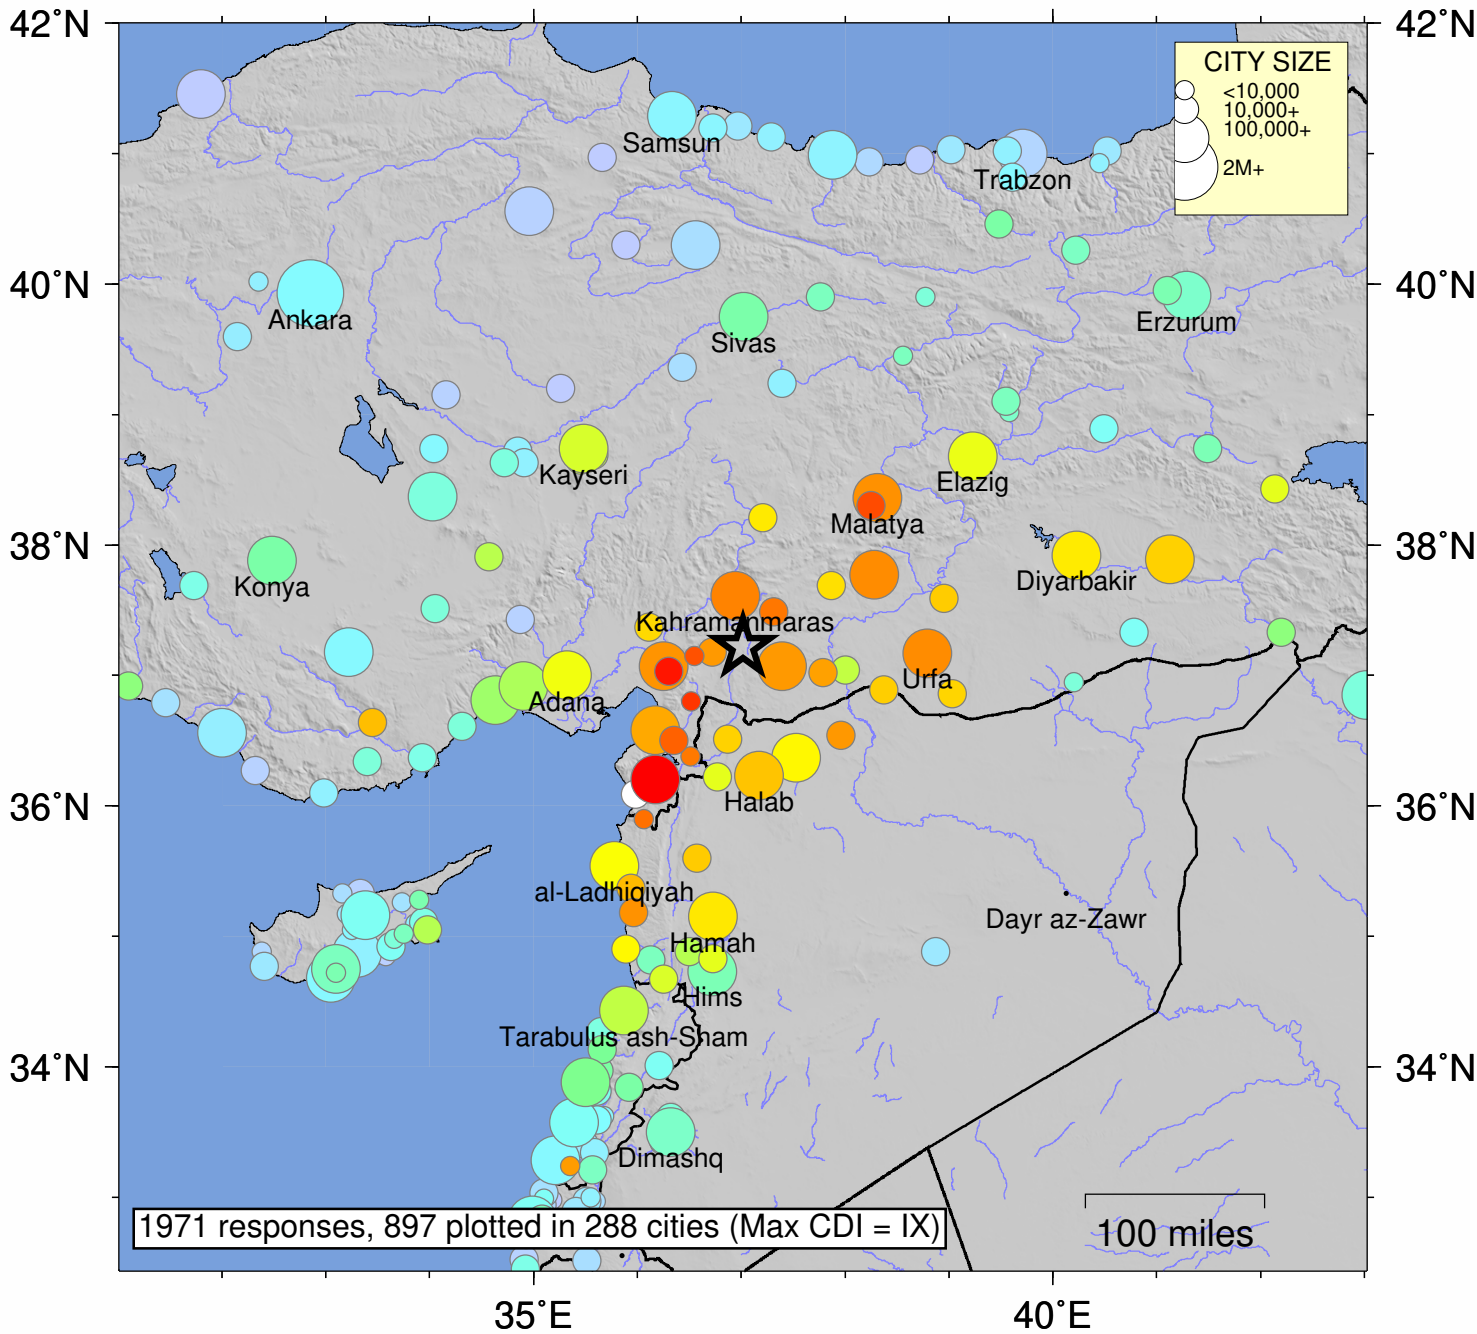 42˚N
42˚N
CITY SIZE
<10,000
10,000+
100,000+
2M+
Samsun
Trabzon
40˚N
40˚N
Ankara
Erzurum
Sivas
Kayseri
Elazig
Malatya
38˚N
38˚N
Konya
Diyarbakir
Kahramanmaras
Urfa
Adana
36˚N
36˚N
Halab
al-Ladhiqiyah
Dayr az-Zawr
Hamah
Hims
Tarabulus ash-Sham
34˚N
34˚N
Dimashq
1971 responses, 897 plotted in 288 cities (Max CDI = IX)
100 miles
35˚E
40˚E